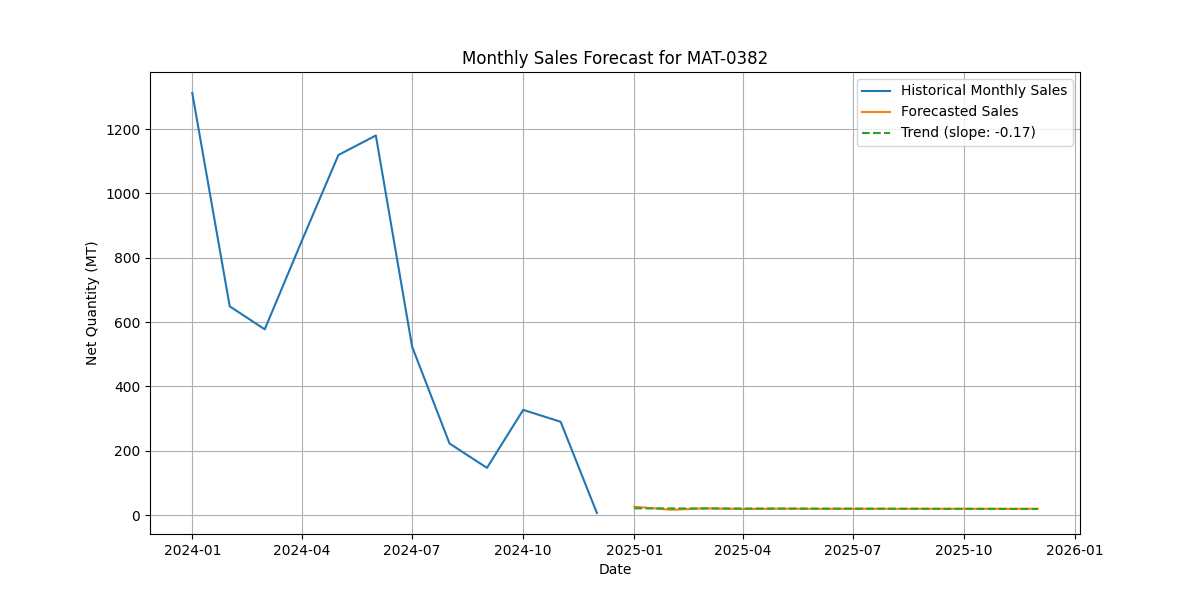 Monthly Sales Forecast for MAT-0382
Historical Monthly Sales
Forecasted Sales
Trend (slope: -0.17)
Net Quantity (MT)
1200
1000
800
600
400
200
0
2024-01 2024-04 2024-07 2024-10 2025-01 2025-04 2025-07 2025-10 2026-01
Date